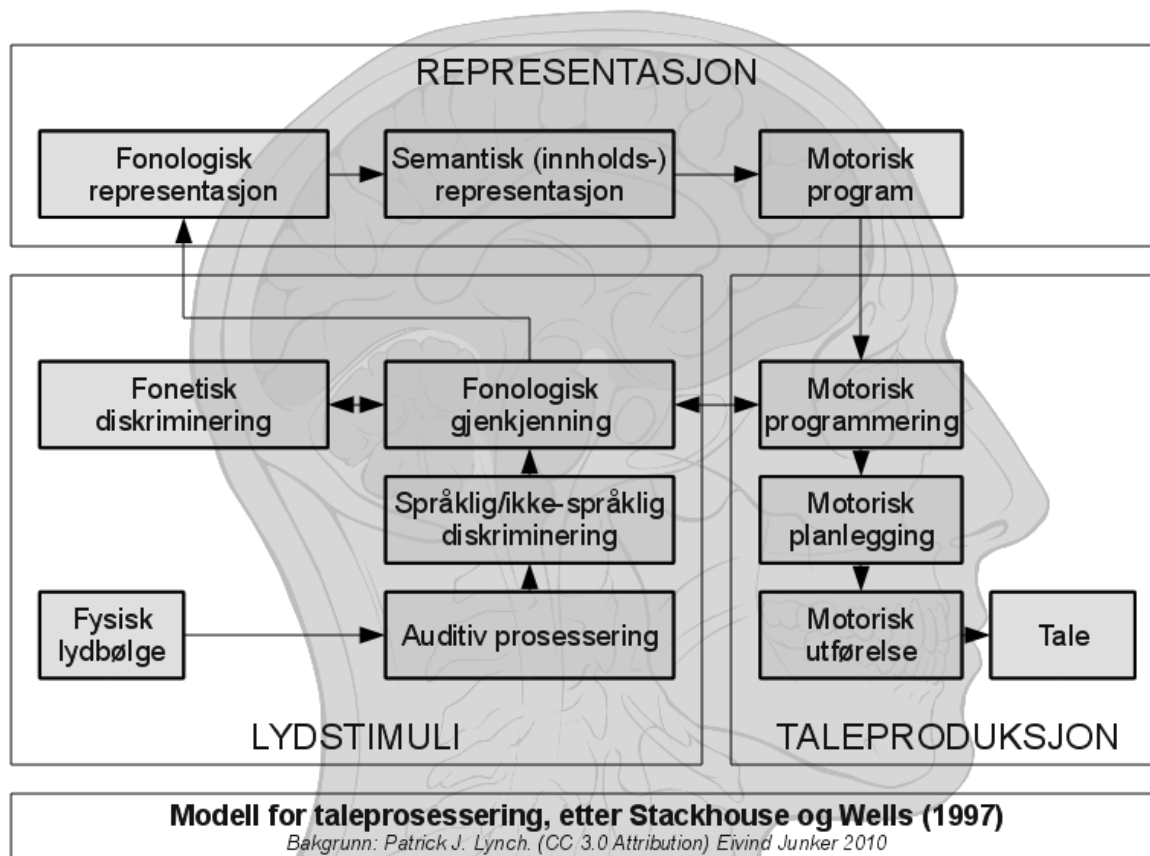 REPRESENTASJON
Fonologisk
representasjon
Semantisk (innholds-)
representasjon
Motorisk
program
Fonetisk
diskriminering
Fonologisk
gjenkjenning
Motorisk
programmering
Språklig/ikke-språklig
diskriminering
Motorisk
planlegging
Fysisk
lydbølge
Auditiv prosessering
Motorisk
utførelse
Tale
LYDSTIMULI
TALEPRODUKSJON
Modell for taleprosessering, etter Stackhouse og Wells (1997)
Bakgrunn: Patrick J. Lynch. (CC 3.0 Attribution) Eivind Junker 2010